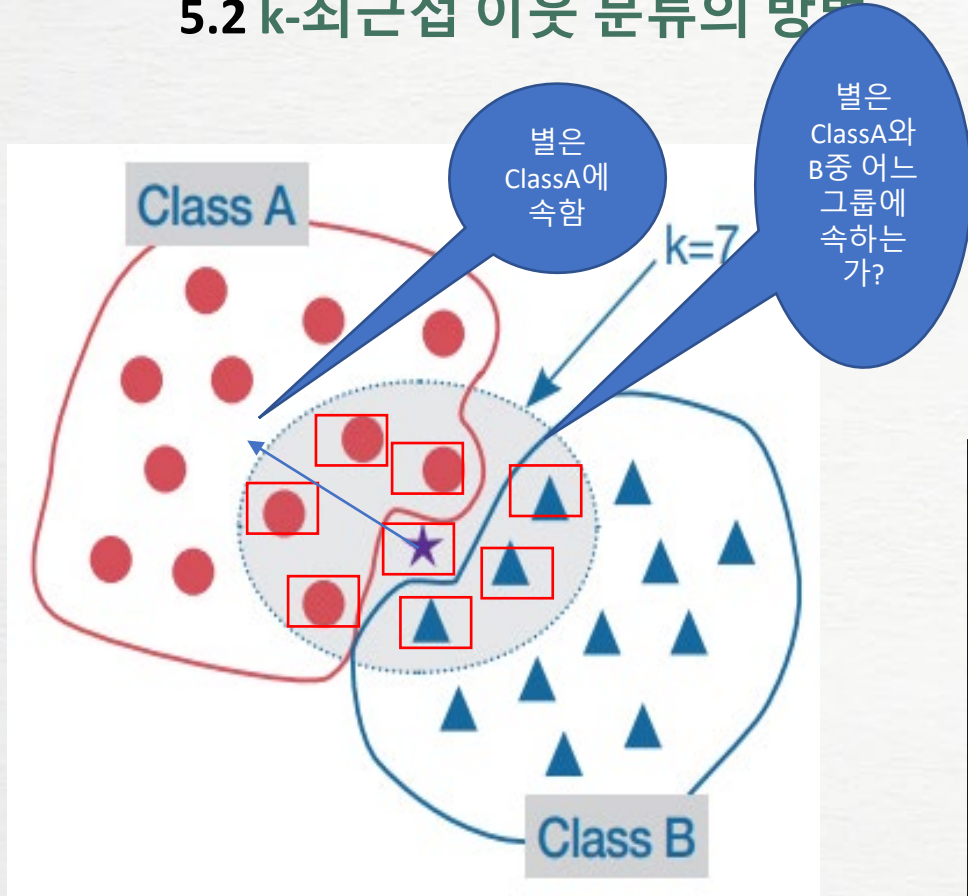 5.2 k-최근접 이웃 분류의 방법
별은
ClassA에
속함
별은
ClassA와
B중 어느
그룹에
속하는
가?
Class A
k=7
Class B